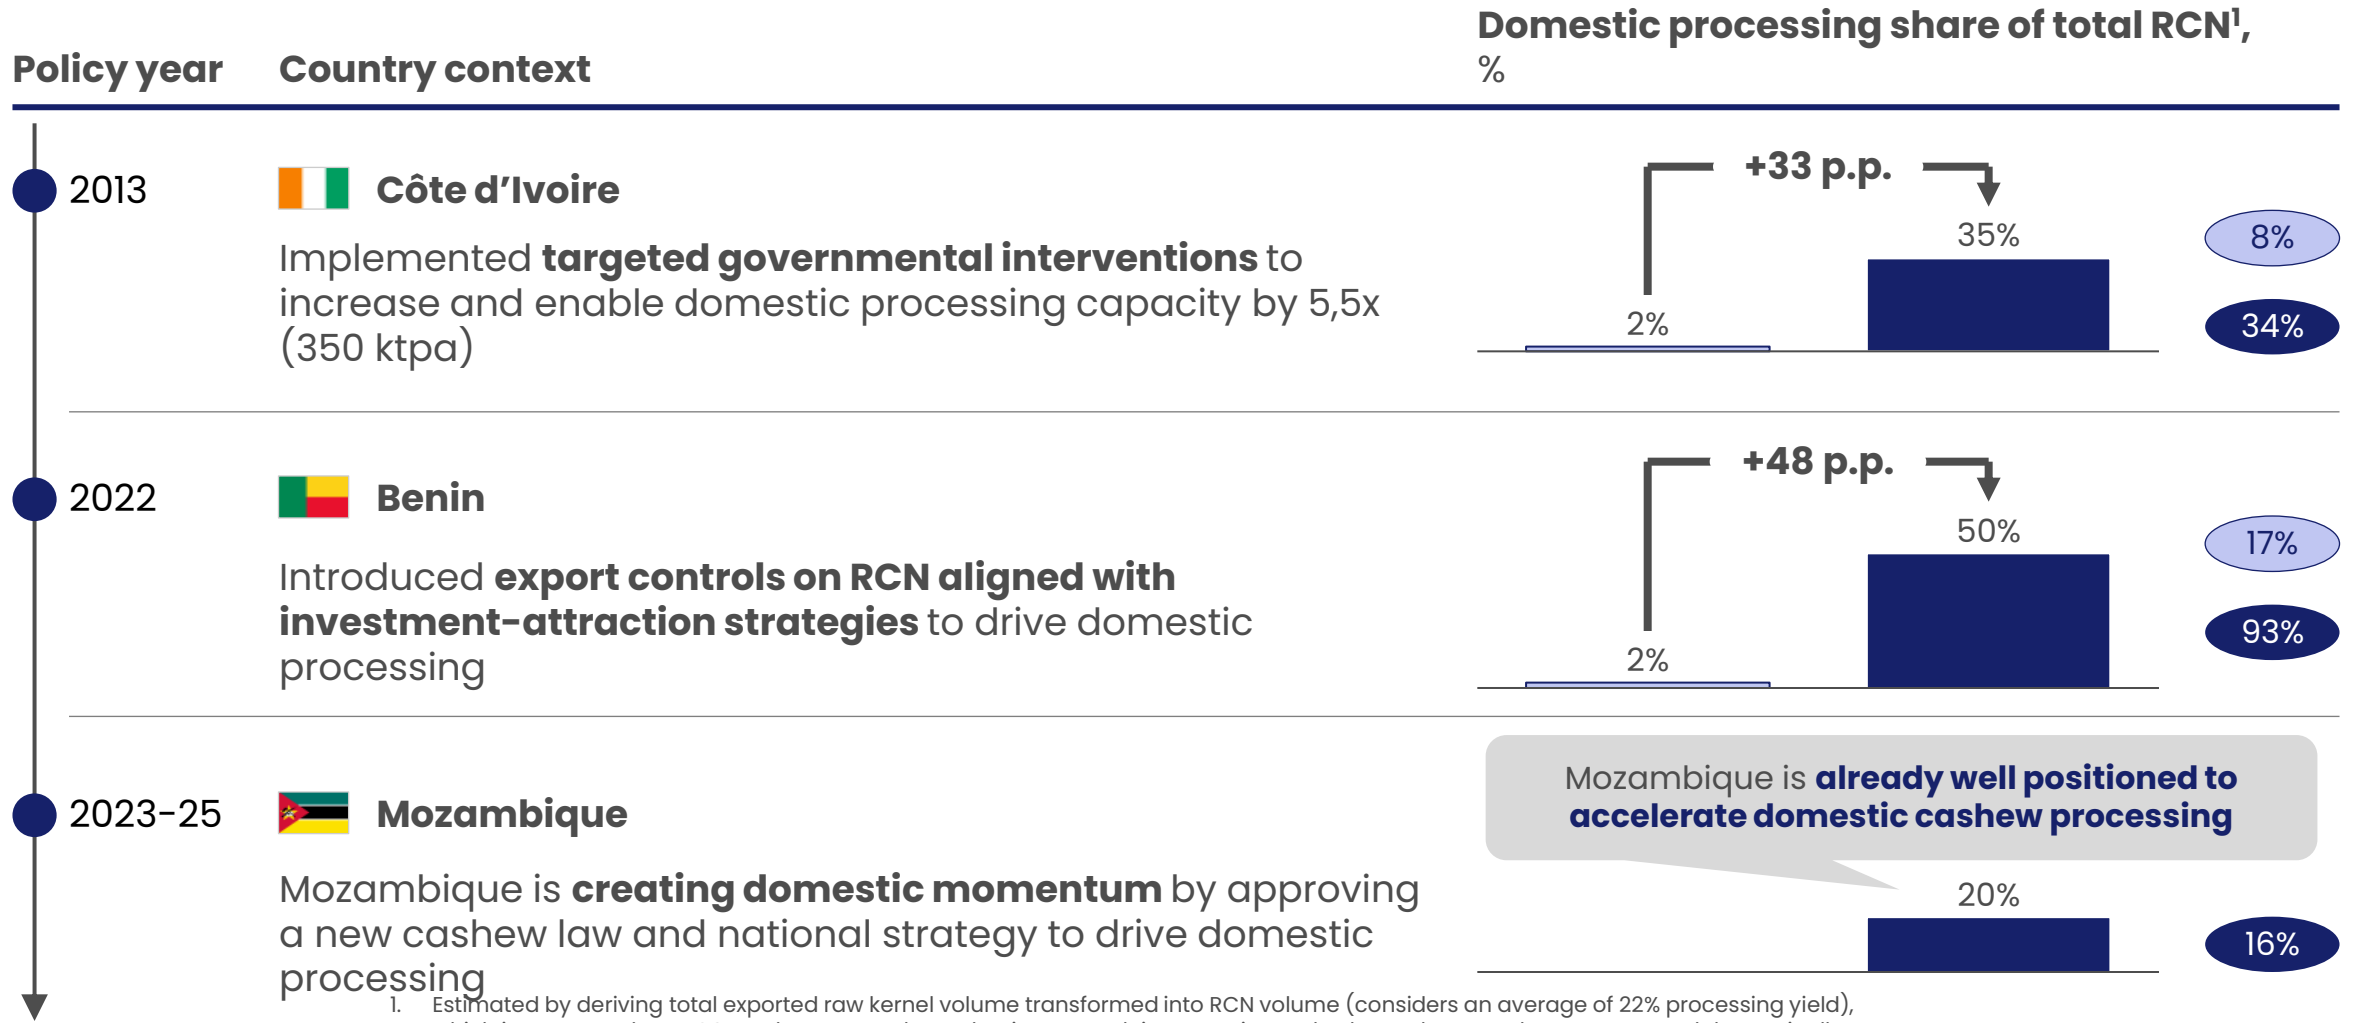 Policy year
Country context
Domestic processing share of total RCN¹,
%
2013
Côte d’Ivoire
Implemented targeted governmental interventions to
increase and enable domestic processing capacity by 5,5x
(350 ktpa)
+33 p.p.
2%
35%
8%
34%
2022
Benin
Introduced export controls on RCN aligned with
investment-attraction strategies to drive domestic
processing
+48 p.p.
2%
50%
17%
93%
2023-25
Mozambique
Mozambique is creating domestic momentum by approving
a new cashew law and national strategy to drive domestic
processing
Mozambique is already well positioned to
accelerate domestic cashew processing
20%
16%
1. Estimated by deriving total exported raw kernel volume transformed into RCN volume (considers an average of 22% processing yield),